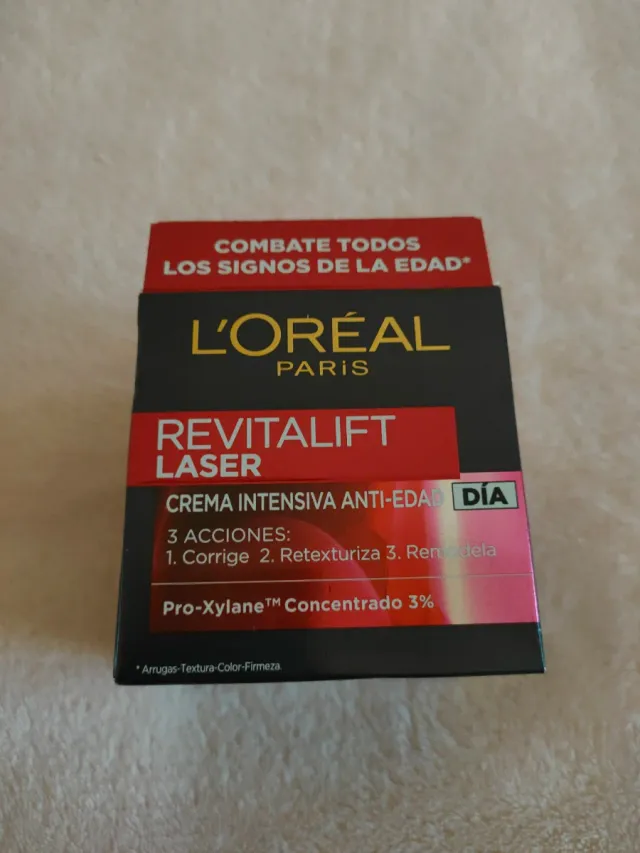 COMBATE TODOS
LOS SIGNOS DE LA EDAD*
L'ORÉAL
PARiS
REVITALIFT
LASER
CREMA INTENSIVA ANTI-EDAD DÍA
3 ACCIONES:
1. Corrige 2. Retexturiza 3. Remodela
Pro-Xylane™ Concentrado 3%
* Arrugas-Textura-Color-Firmeza.